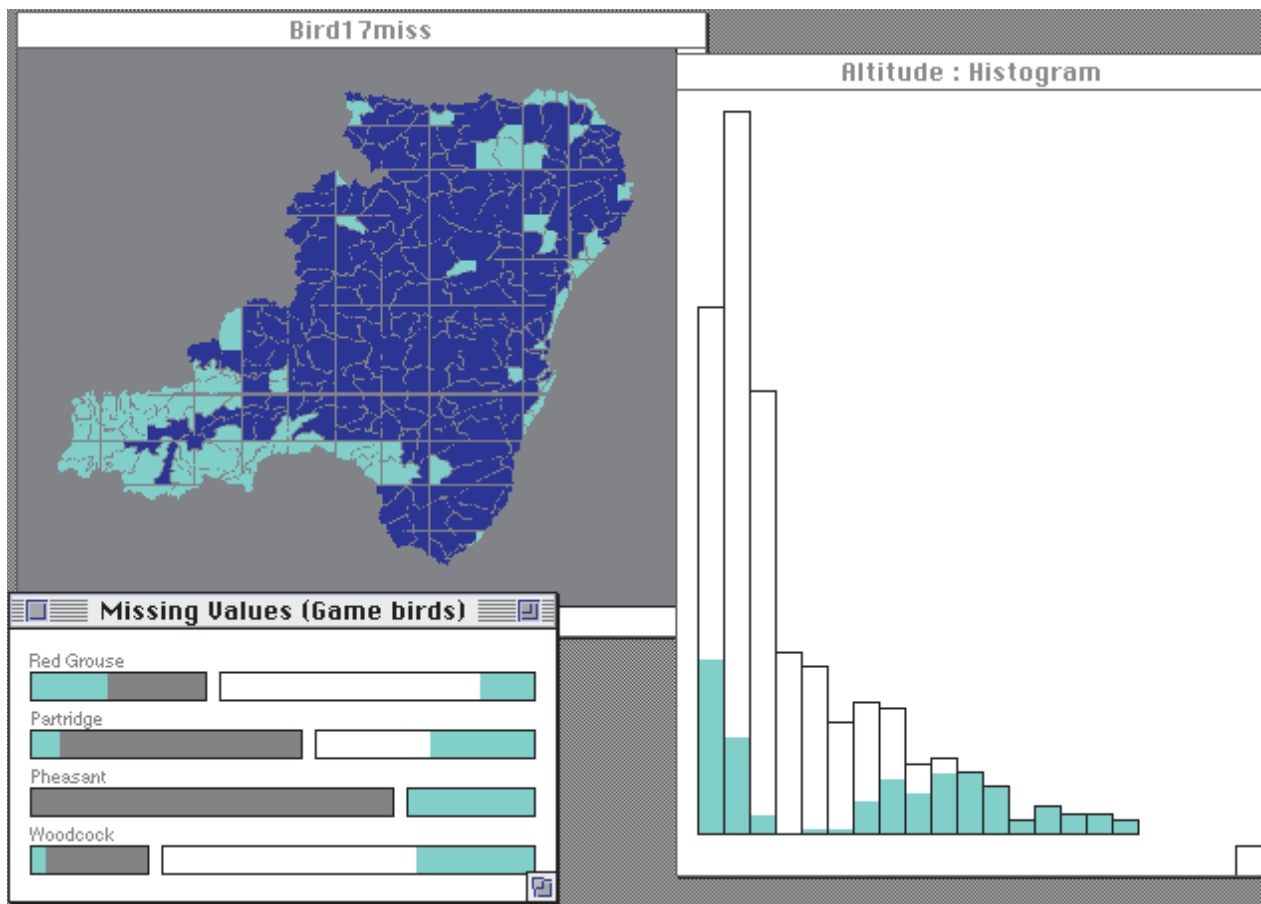 Bird17miss
Altitude : Histogram
Missing Values (Game birds)
Red Grouse
Partridge
Pheasant
Woodcock